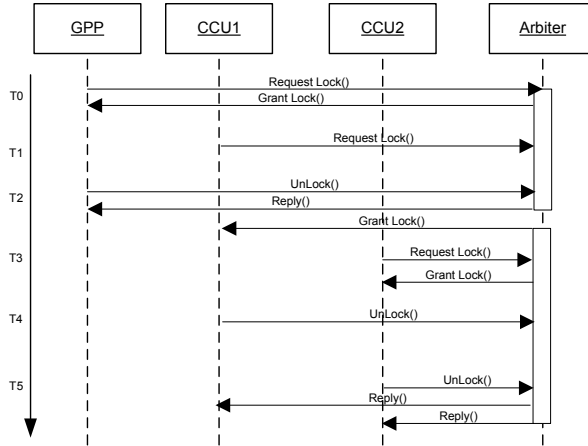 GPP CCU1 CCU2 Arbiter
Request Lock()
T0
Grant Lock()
Request Lock()
T1
UnLock()
T2
Reply()
Grant Lock()
Request Lock()
T3
Grant Lock()
UnLock()
T4
UnLock()
T5
Reply()
Reply()